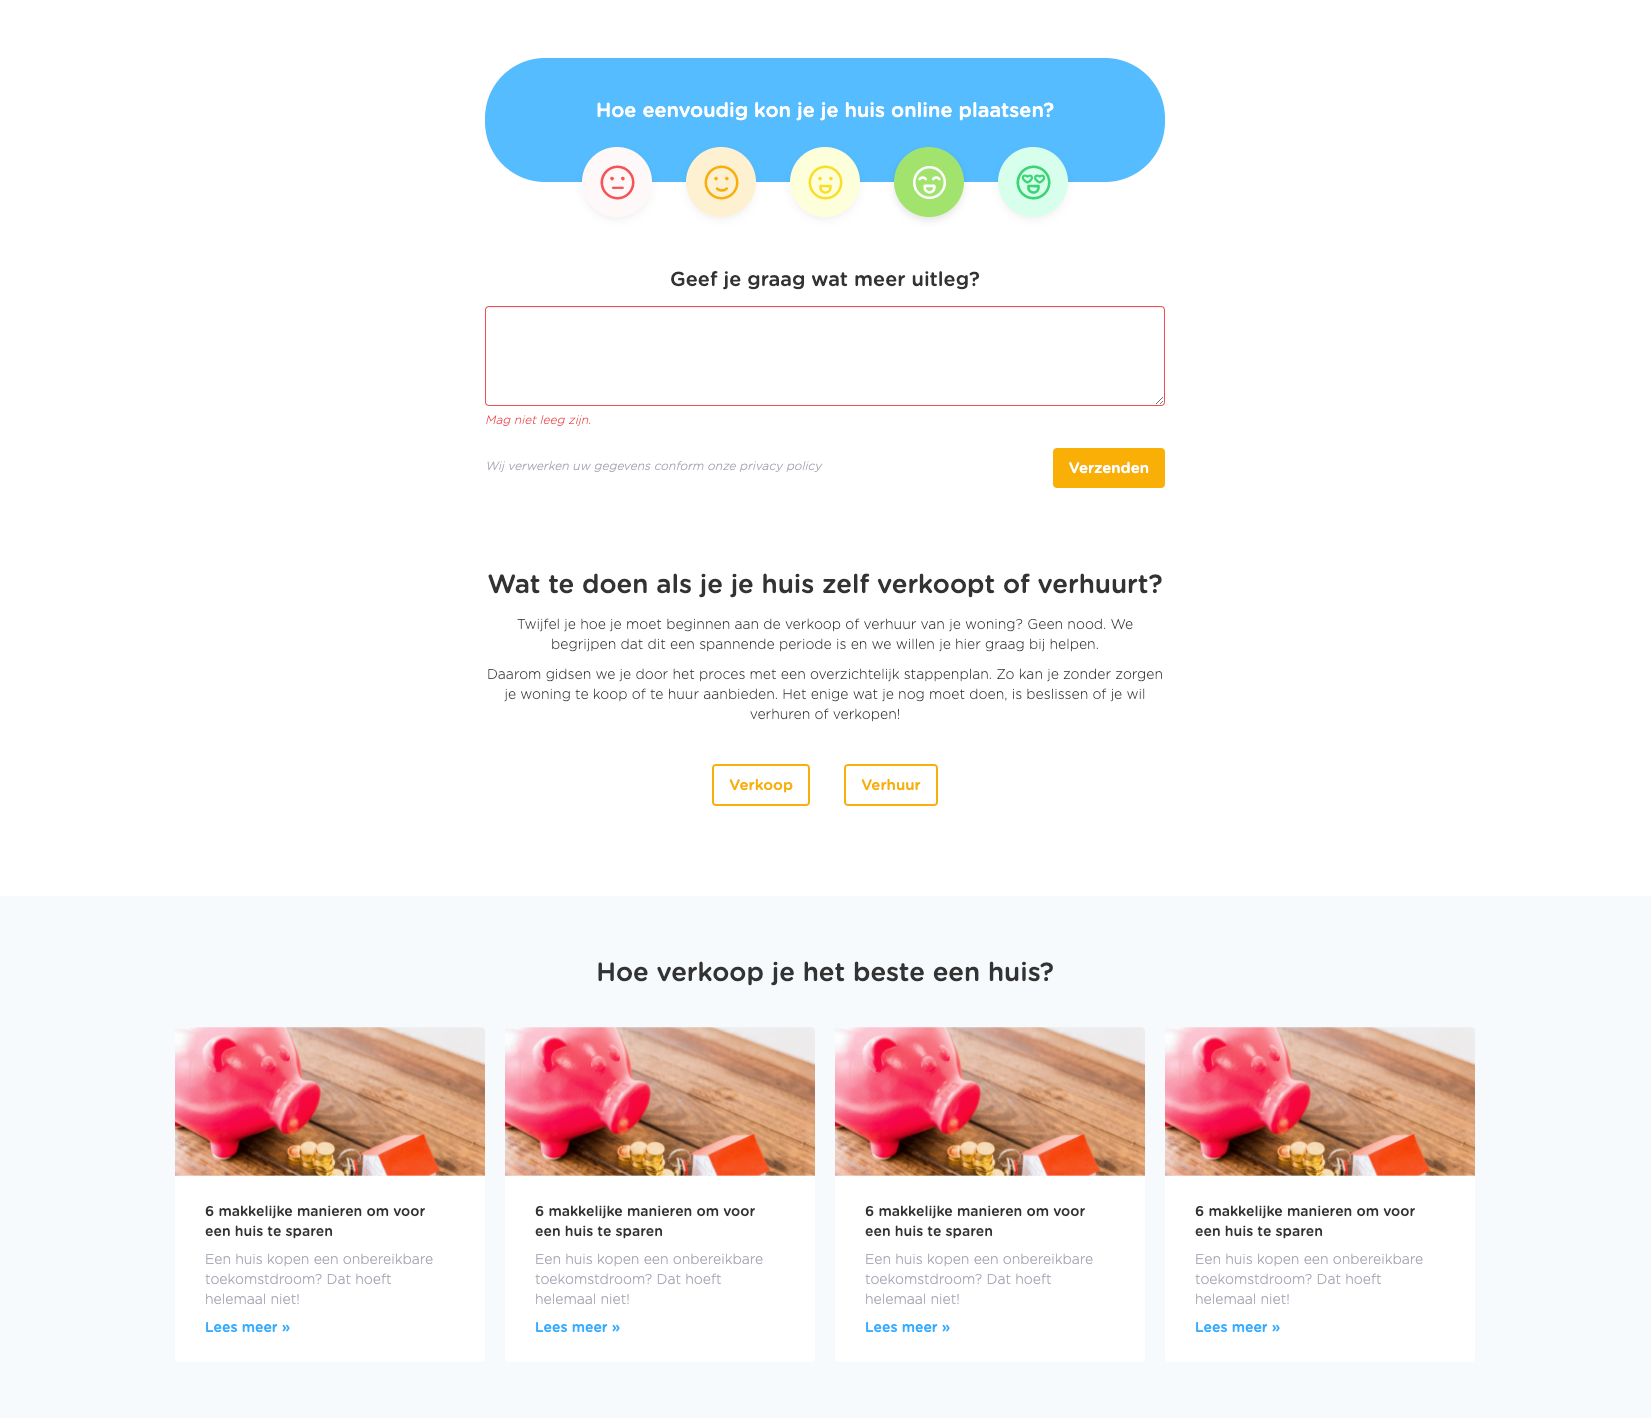 Hoe eenvoudig kon je je huis online plaatsen?
Geef je graag wat meer uitleg?
Mag niet leeg zijn.
Wij verwerken uw gegevens conform onze privacy policy
Verzenden
Wat te doen als je je huis zelf verkoopt of verhuurt?
Twijfel je hoe je moet beginnen aan de verkoop of verhuur van je woning? Geen nood. We
begrijpen dat dit een spannende periode is en we willen je hier graag bij helpen.
Daarom gidsen we je door het proces met een overzichtelijk stappenplan. Zo kan je zonder zorgen
je woning te koop of te huur aanbieden. Het enige wat je nog moet doen, is beslissen of je wil
verhuren of verkopen!
Verkoop
Verhuur
Hoe verkoop je het beste een huis?
6 makkelijke manieren om voor
een huis te sparen
Een huis kopen een onbereikbare
toekomstdroom? Dat hoeft
helemaal niet!
Lees meer »
6 makkelijke manieren om voor
een huis te sparen
Een huis kopen een onbereikbare
toekomstdroom? Dat hoeft
helemaal niet!
Lees meer »
6 makkelijke manieren om voor
een huis te sparen
Een huis kopen een onbereikbare
toekomstdroom? Dat hoeft
helemaal niet!
Lees meer »
6 makkelijke manieren om voor
een huis te sparen
Een huis kopen een onbereikbare
toekomstdroom? Dat hoeft
helemaal niet!
Lees meer »